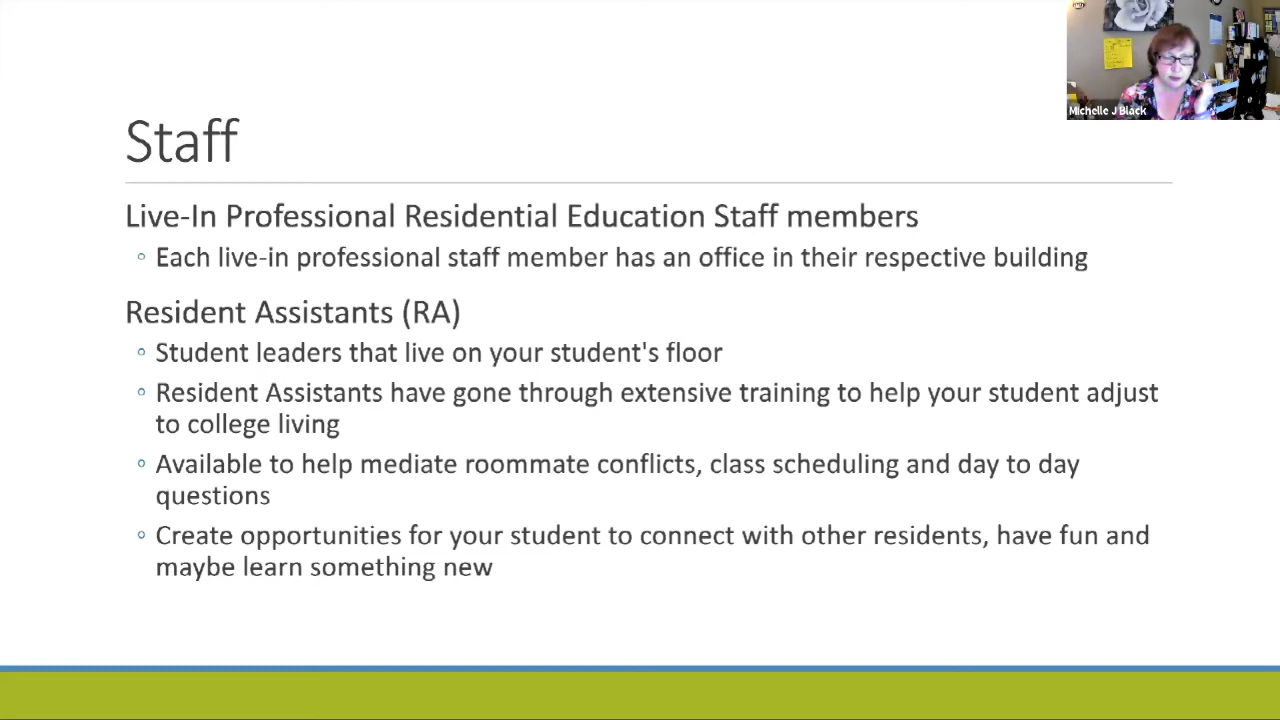 Michelle J Black
Staff
Live-In Professional Residential Education Staff members
◦ Each live-in professional staff member has an office in their respective building
Resident Assistants (RA)
◦ Student leaders that live on your student's floor
◦ Resident Assistants have gone through extensive training to help your student adjust
to college living
◦ Available to help mediate roommate conflicts, class scheduling and day to day
questions
◦ Create opportunities for your student to connect with other residents, have fun and
maybe learn something new